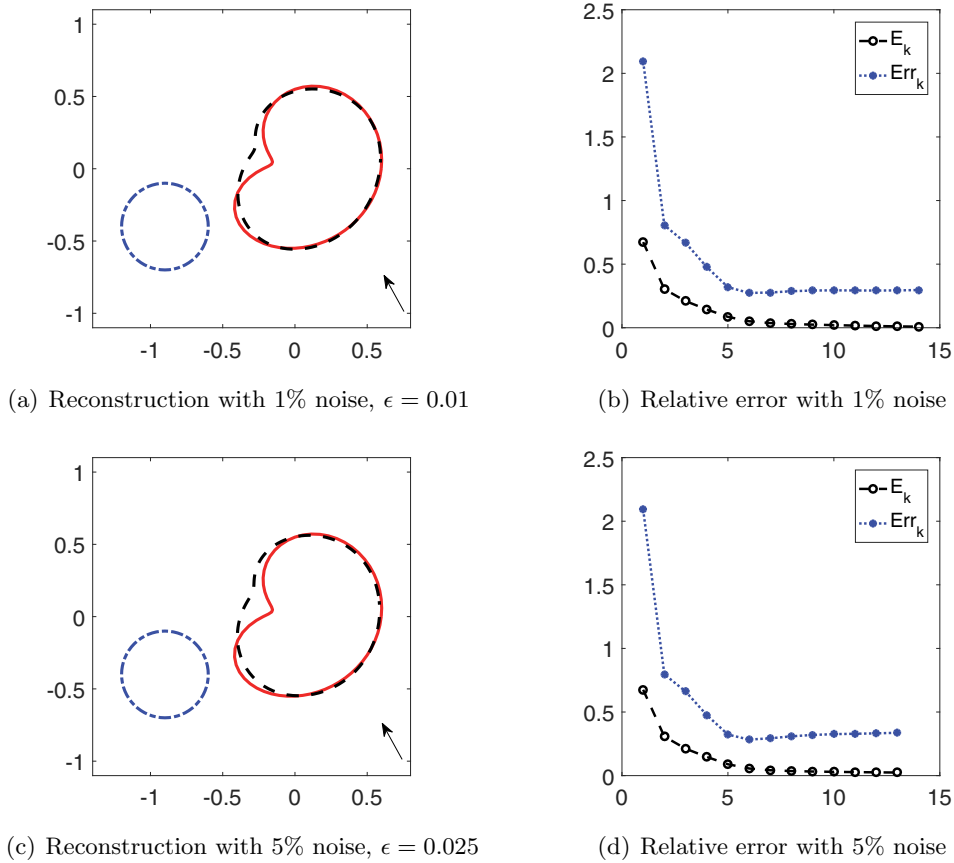 1
0.5
0
-0.5
-1
-1 -0.5 0 0.5
2.5
2
1.5
1
0.5
0
0 5 10 15
E_k
Err_k
(a) Reconstruction with 1% noise, ϵ = 0.01
(b) Relative error with 1% noise
1
0.5
0
-0.5
-1
-1 -0.5 0 0.5
2.5
2
1.5
1
0.5
0
0 5 10 15
E_k
Err_k
(c) Reconstruction with 5% noise, ϵ = 0.025
(d) Relative error with 5% noise